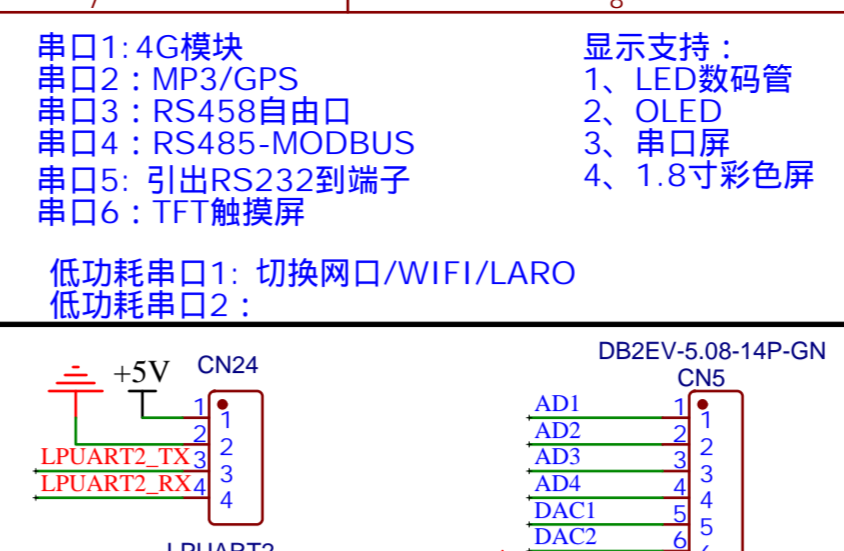 串口1: 4G模块
串口2：MP3/GPS
串口3：RS458自由口
串口4：RS485-MODBUS
串口5: 引出RS232到端子
串口6：TFT触摸屏
显示支持：
1、LED数码管
2、OLED
3、串口屏
4、1.8寸彩色屏
低功耗串口1: 切换网口/WIFI/LARO
低功耗串口2：
+5V
CN24
1 1
2 2
LPUART2_TX 3 3
LPUART2_RX 4 4
LPUART2
DB2EV-5.08-14P-GN
CN5
AD1 1 1
AD2 2 2
AD3 3 3
AD4 4 4
DAC1 5 5
DAC2 6 6